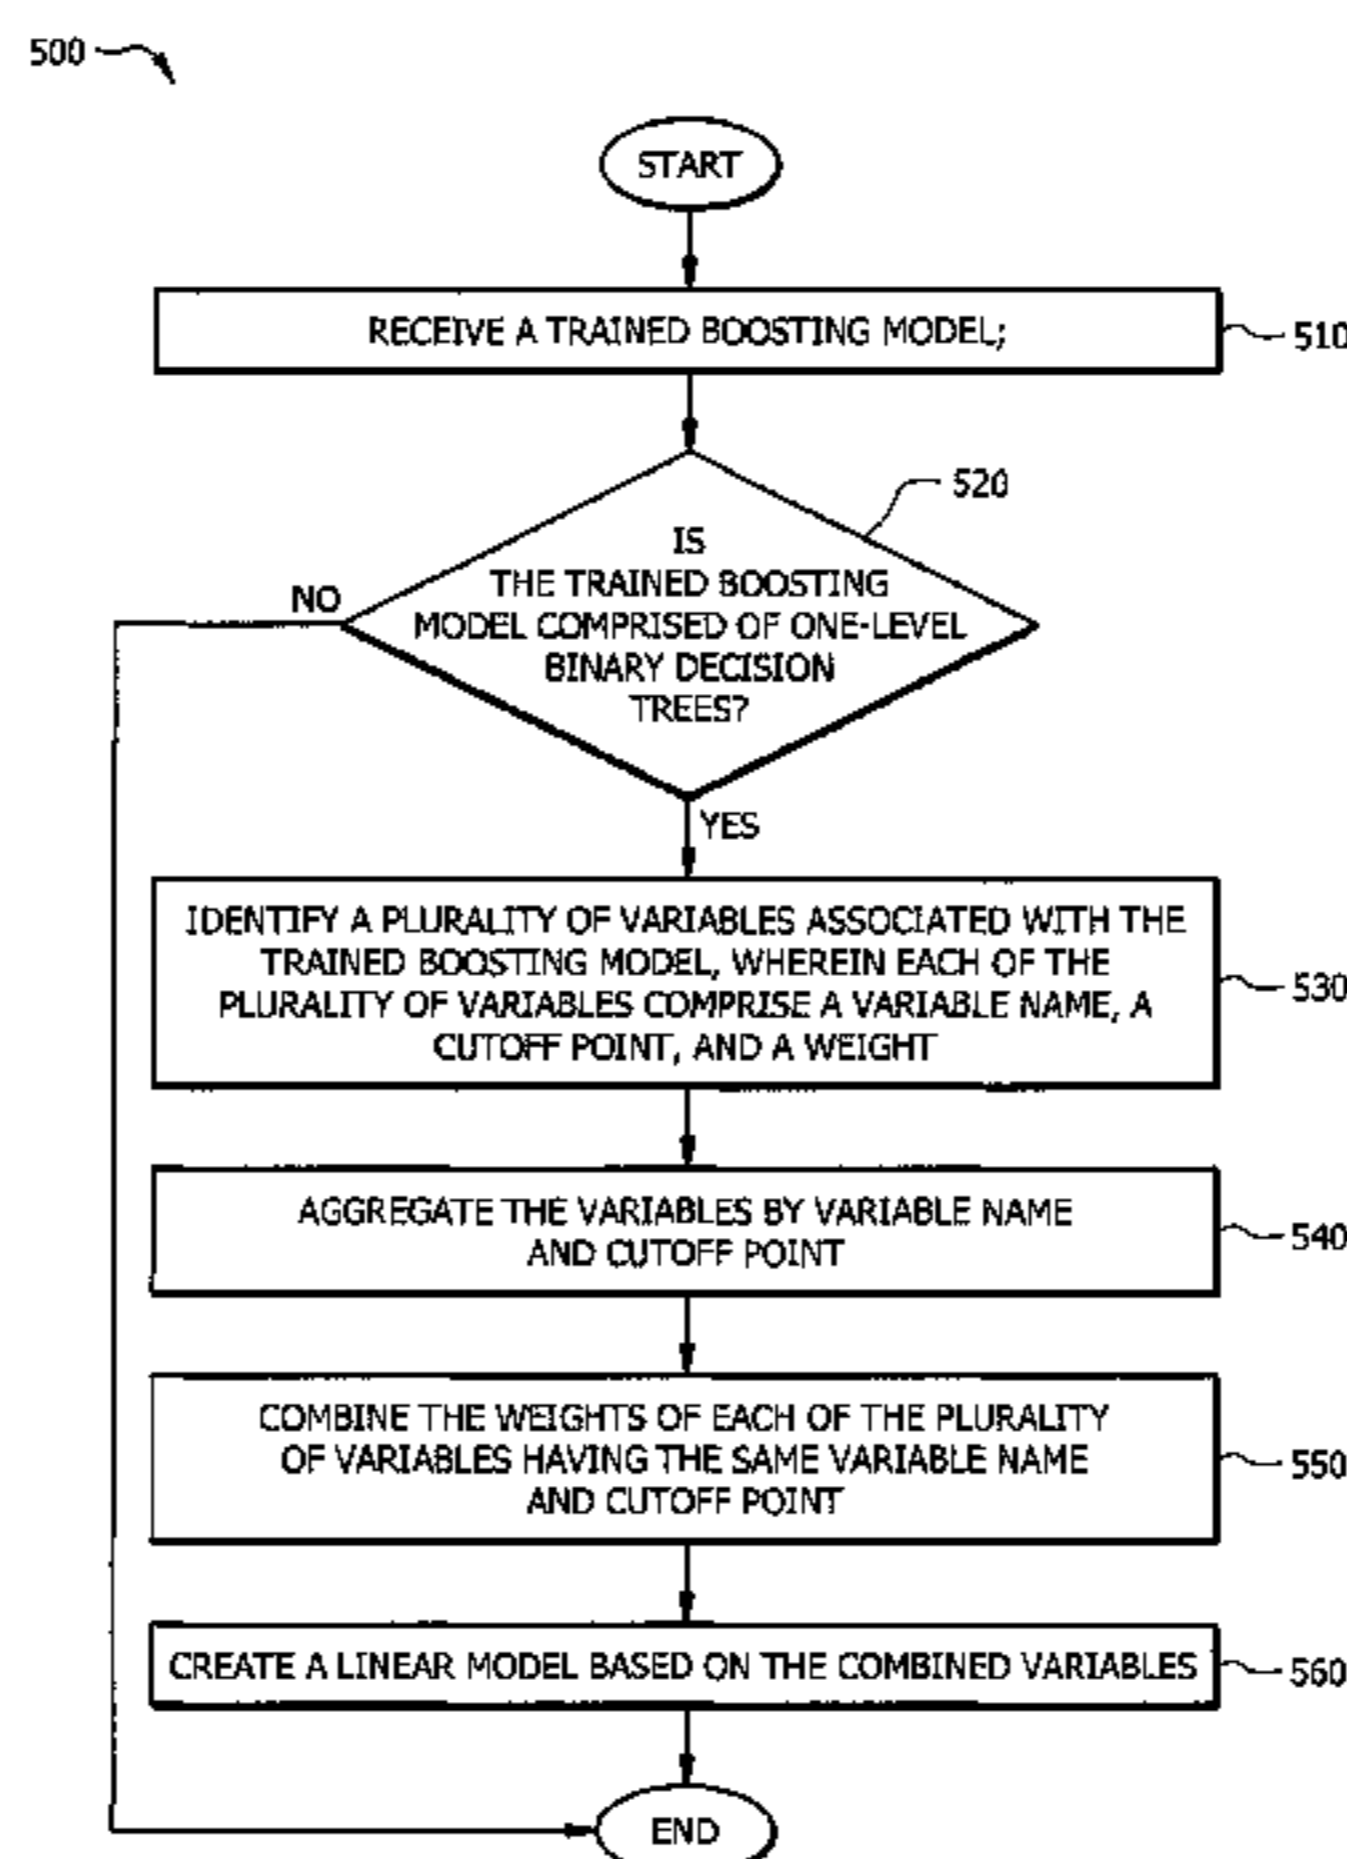 500
START
RECEIVE A TRAINED BOOSTING MODEL;
510
520
IS
THE TRAINED BOOSTING
MODEL COMPRISED OF ONE-LEVEL
BINARY DECISION
TREES?
NO
YES
IDENTIFY A PLURALITY OF VARIABLES ASSOCIATED WITH THE
TRAINED BOOSTING MODEL, WHEREIN EACH OF THE
PLURALITY OF VARIABLES COMPRISE A VARIABLE NAME, A
CUTOFF POINT, AND A WEIGHT
530
AGGREGATE THE VARIABLES BY VARIABLE NAME
AND CUTOFF POINT
540
COMBINE THE WEIGHTS OF EACH OF THE PLURALITY
OF VARIABLES HAVING THE SAME VARIABLE NAME
AND CUTOFF POINT
550
CREATE A LINEAR MODEL BASED ON THE COMBINED VARIABLES
560
END